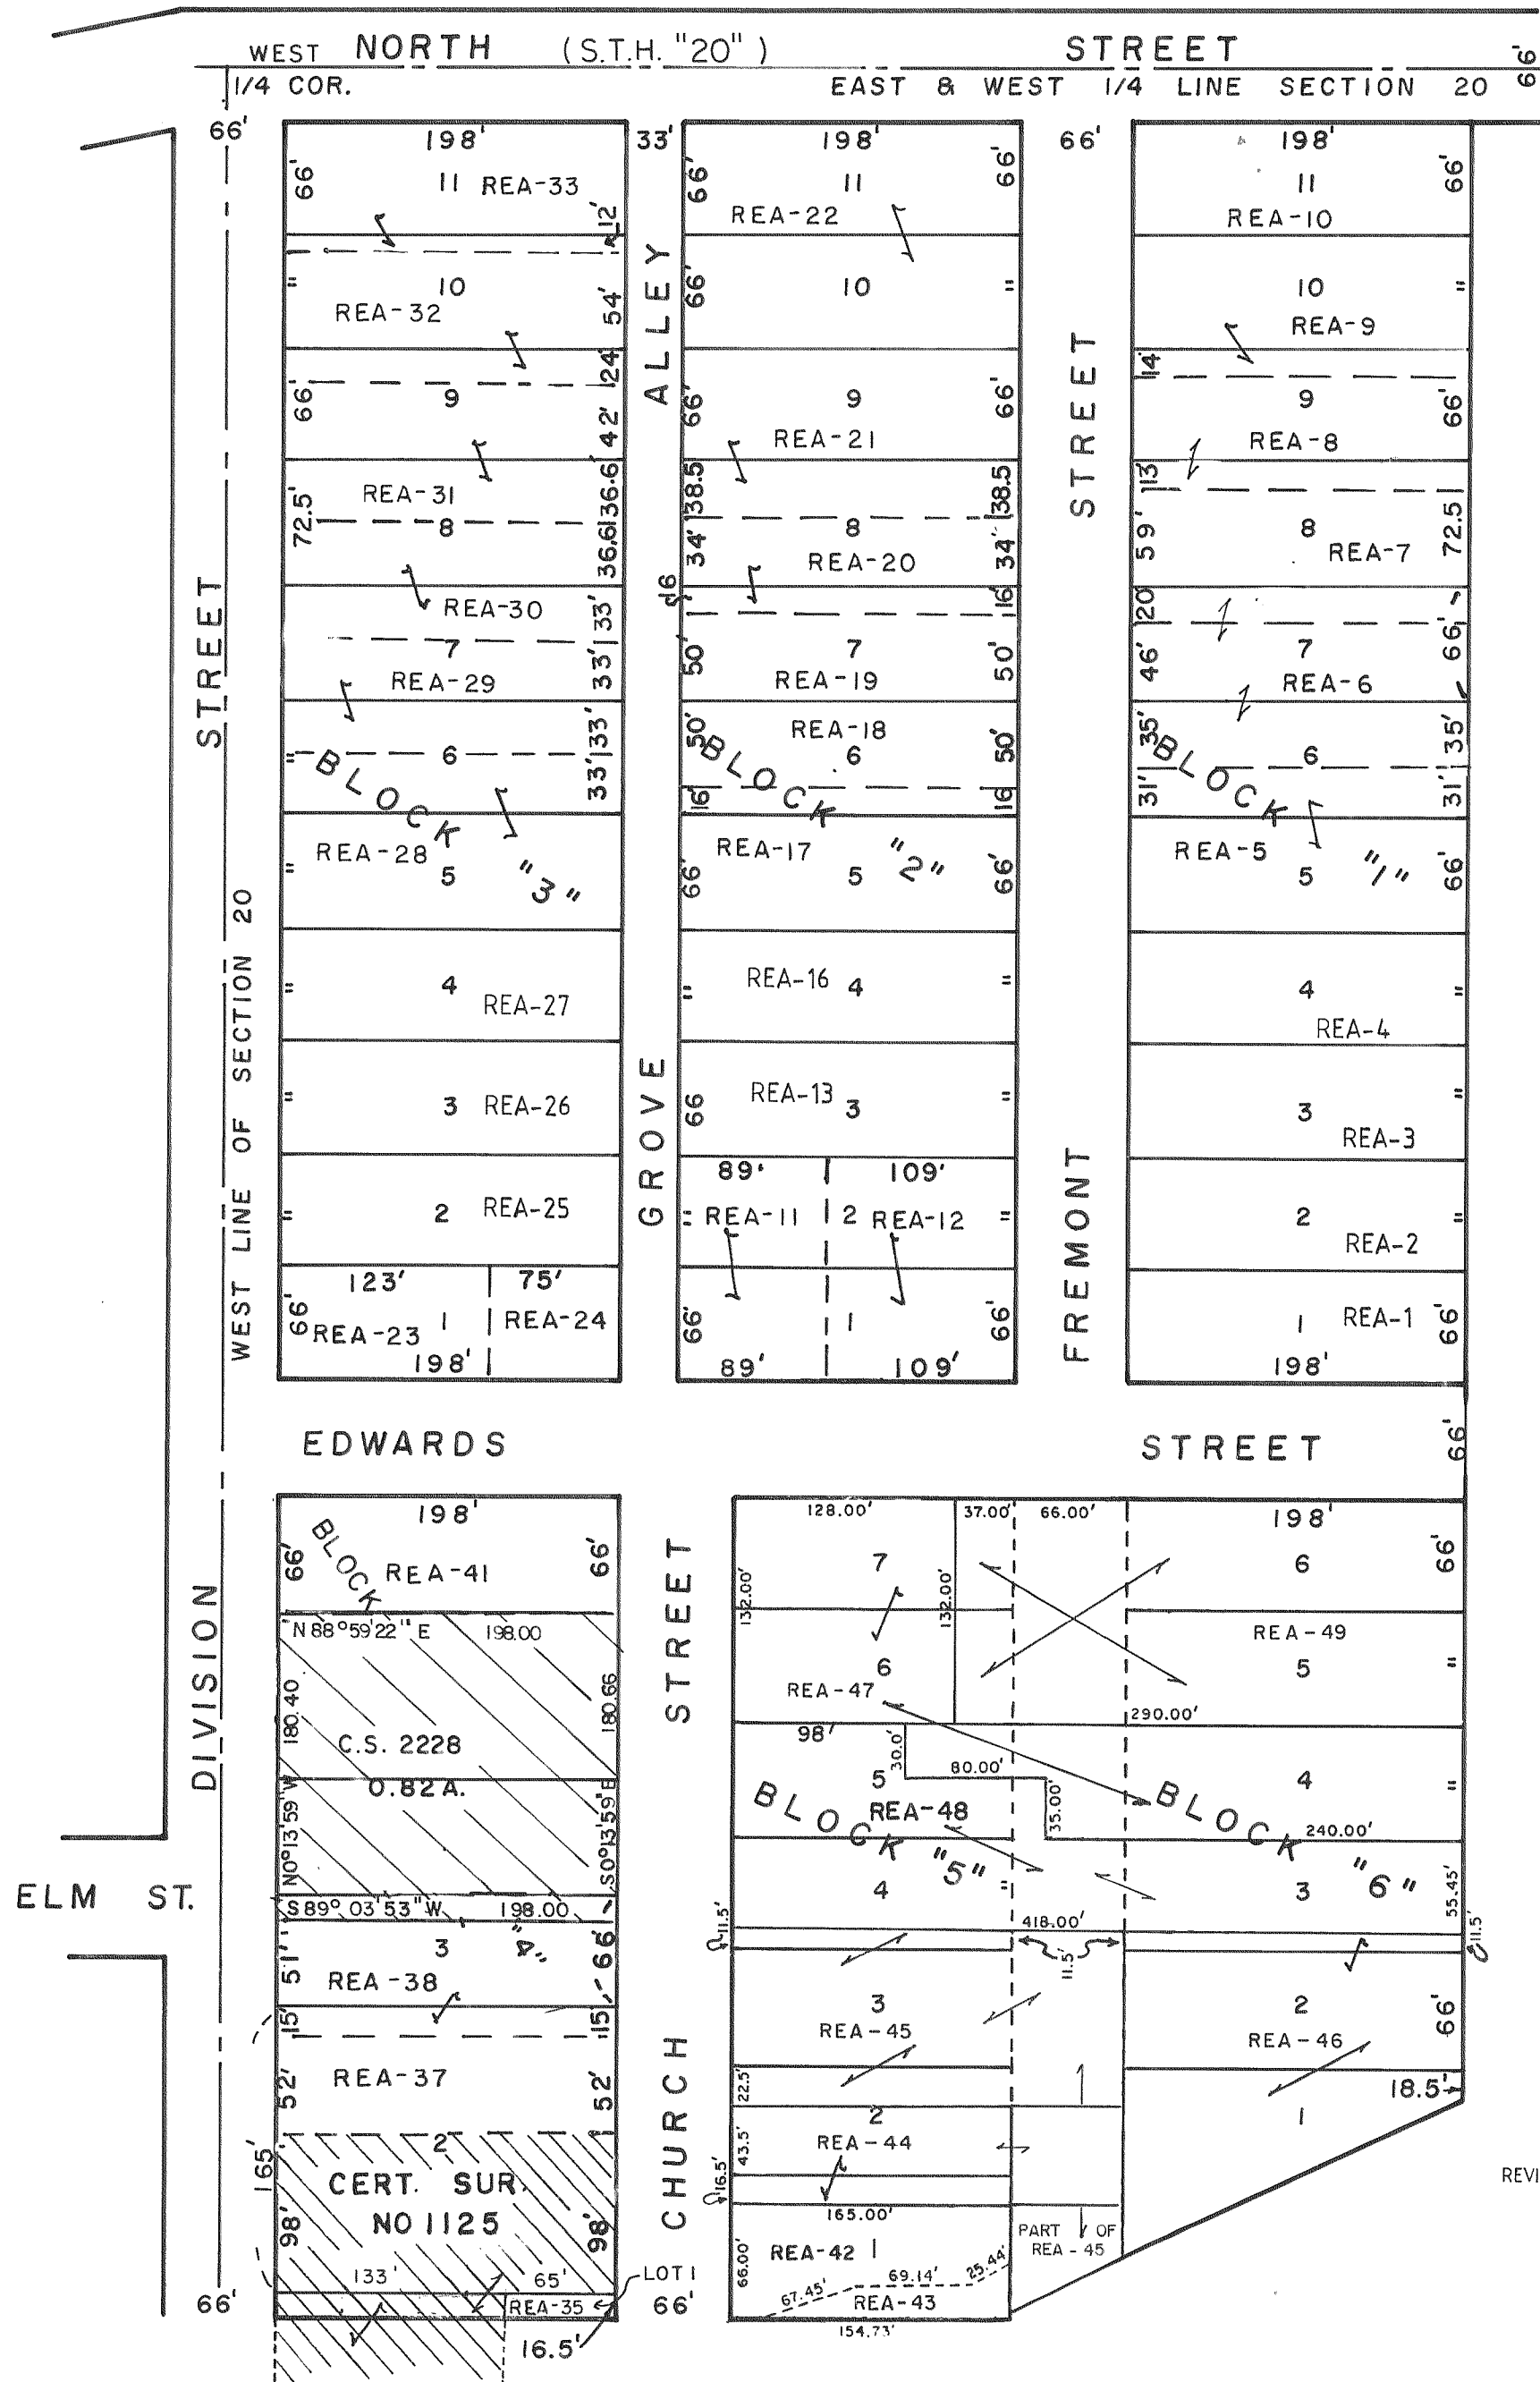 WEST NORTH (S.T.H. "20") STREET
66'
1/4 COR. EAST & WEST 1/4 LINE SECTION 20
66' 198' 33' 198' 66' 198'
66' 11 REA-33 12'
66' 11 66'
REA-22
11 66'
REA-10
10 54'
REA-32
66' 10 "
10 "
REA-9
66' 24' 9 42'
66' 9 66'
REA-21
14' 9 66'
REA-8
REA-31 36.6'
72.5' 8 36.6'
38.5' 38.5'
34' 8 34'
REA-20
13'
59' 8 72.5'
REA-7
REA-30 33'
7 33'
REA-29
16' 16'
50' 7 50'
REA-19
20'
46' 7 66'
REA-6
33'
" 6 33'
BLOCK "3"
50' REA-18 50'
6
16' 16'
BLOCK "2"
35' 35'
31' 6 31'
BLOCK "1"
REA-28
" 5
REA-17
66' 5 66'
REA-5
5 66'
" 4 REA-27
REA-16
" 4 "
4 "
REA-4
" 3 REA-26
66 REA-13 3 "
3 "
REA-3
" 2 REA-25
89' 109'
" REA-11 2 REA-12 "
2 "
REA-2
123' 75'
66' REA-23 1 REA-24
198'
66' 1 66'
89' 109'
1 REA-1 66'
198'
STREET
DIVISION
WEST LINE OF SECTION 20
ALLEY
GROVE
STREET
FREMONT
EDWARDS STREET 66'
198'
66' BLOCK REA-41 66'
N 88°59'22" E 198.00
180.40 180.66
C.S. 2228
0.82 A.
N0°13'59"W S0°13'59"E
S 89° 03'53" W 198.00
51' 3 "4" 66'
REA-38
15' 15'
52' REA-37 52'
165' 2
CERT. SUR.
NO 1125
98' 98'
133' 65'
REA-35 LOT 1
66' 66'
16.5'
ELM ST.
STREET
CHURCH
128.00' 37.00' 66.00' 198'
7 6 66'
132.00' 132.00'
REA-49
6 5 "
REA-47
290.00'
98' 30.0'
80.00' 35.00'
5 4 "
BLOCK "5" REA-48
BLOCK "6"
240.00'
4 " 3 55.45'
418.00'
11.5' 11.5' 11.5'
3 2 66'
REA-45 REA-46
22.5' 18.5'
2 1
43.5' REA-44
16.5'
165.00'
66.00' REA-42 1
PART OF
REA-45
67.45' 69.14' 25.44'
REA-43
154.73'
REVI